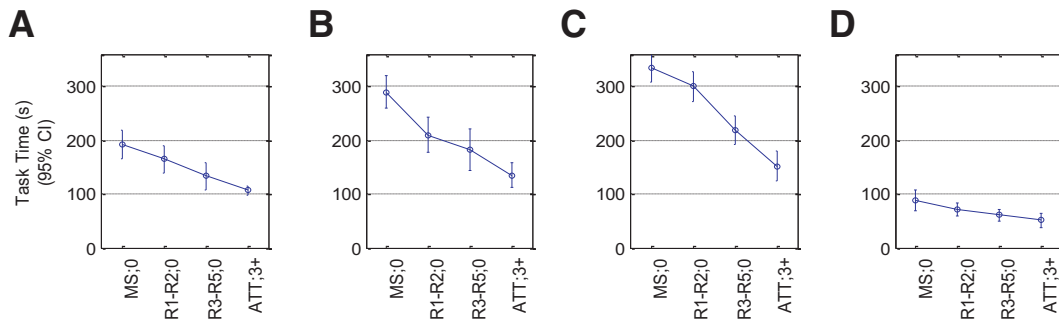 A B C D
Task Time (s)
(95% CI)
300 300 300 300
200 200 200 200
100 100 100 100
0 0 0 0
MS;0 R1-R2;0 R3-R5;0 ATT;3+ MS;0 R1-R2;0 R3-R5;0 ATT;3+ MS;0 R1-R2;0 R3-R5;0 ATT;3+ MS;0 R1-R2;0 R3-R5;0 ATT;3+